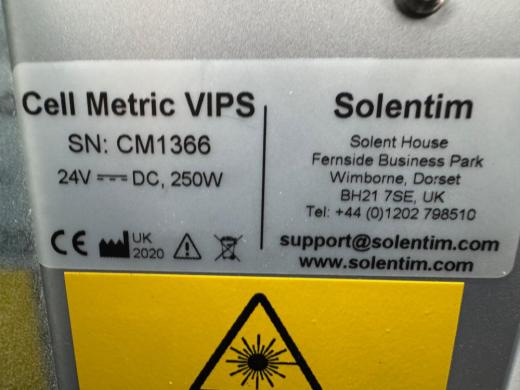 Cell Metric VIPS
SN: CM1366
24V DC, 250W
CE UK 2020
Solentim
Solent House
Fernside Business Park
Wimborne, Dorset
BH21 7SE, UK
Tel: +44 (0)1202 798510
support@solentim.com
www.solentim.com